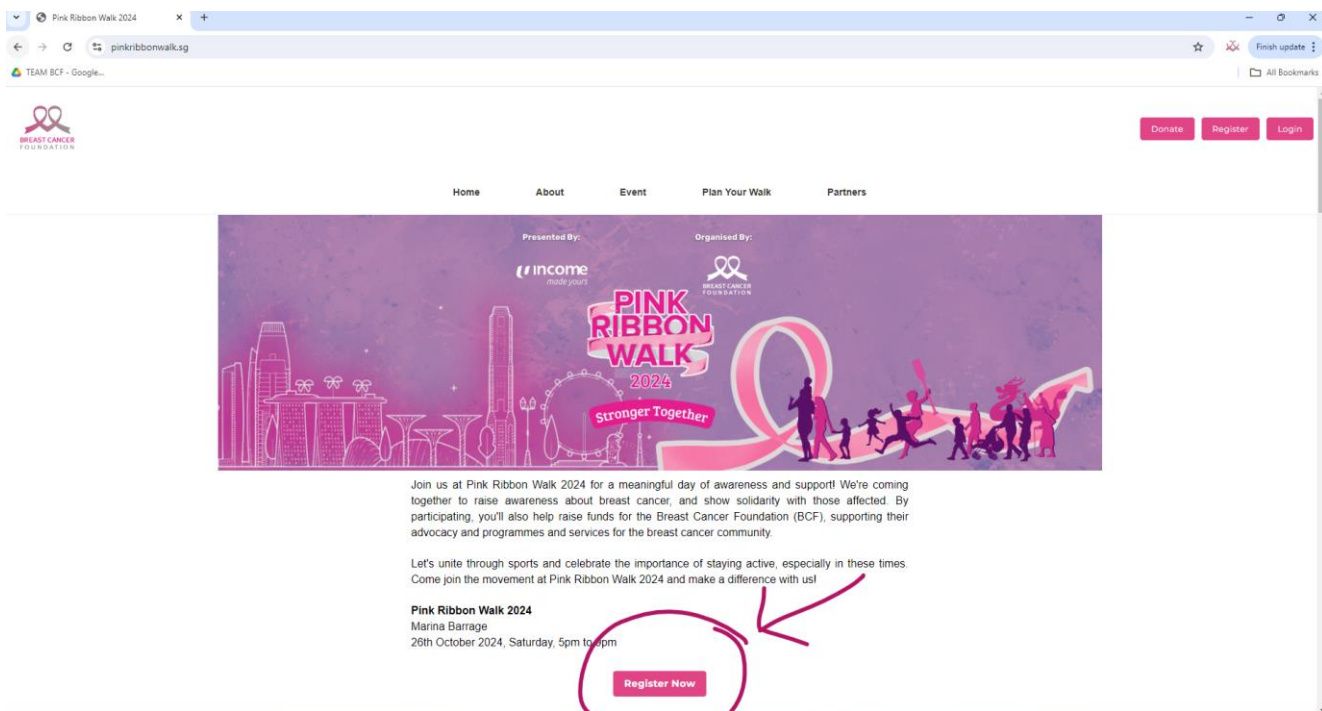 Pink Ribbon Walk 2024
pinkribbonwalk.sg
Finish update
TEAM BCF - Google...
All Bookmarks
BREAST CANCER
FOUNDATION
Donate Register Login
Home About Event Plan Your Walk Partners
Presented By: Organised By:
income
made yours
BREAST CANCER
FOUNDATION
PINK
RIBBON
WALK
2024
Stronger Together
Join us at Pink Ribbon Walk 2024 for a meaningful day of awareness and support! We're coming
together to raise awareness about breast cancer, and show solidarity with those affected. By
participating, you'll also help raise funds for the Breast Cancer Foundation (BCF), supporting their
advocacy and programmes and services for the breast cancer community.
Let's unite through sports and celebrate the importance of staying active, especially in these times.
Come join the movement at Pink Ribbon Walk 2024 and make a difference with us!
Pink Ribbon Walk 2024
Marina Barrage
26th October 2024, Saturday, 5pm to 9pm
Register Now